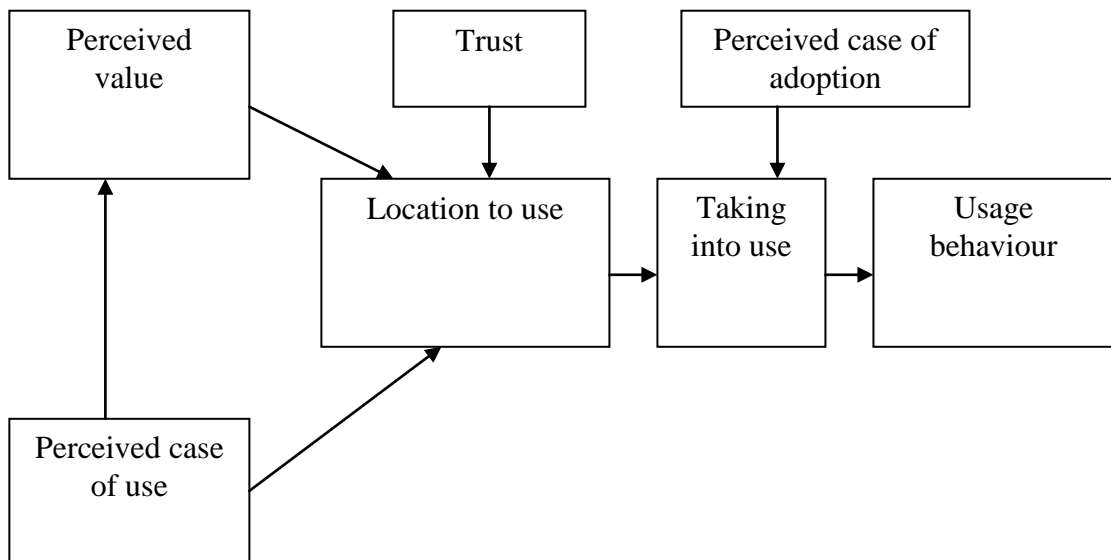 Perceived
value
Trust
Perceived case of
adoption
Location to use
Taking
into use
Usage
behaviour
Perceived case
of use